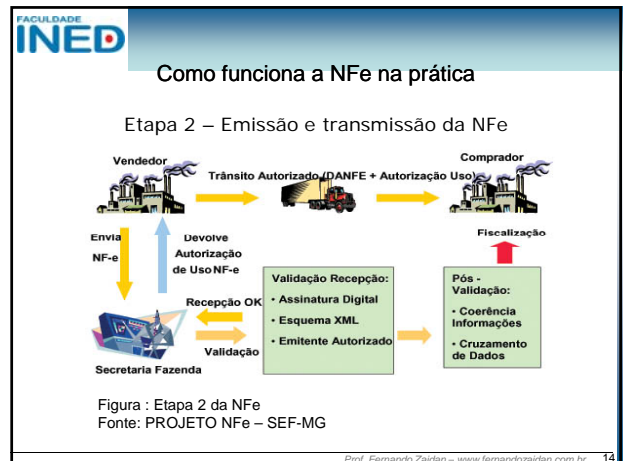 FACULDADE
INED
Como funciona a NFe na prática
Etapa 2 – Emissão e transmissão da NFe
Vendedor
Trânsito Autorizado (DANFE + Autorização Uso)
Comprador
Envia
NF-e
Devolve
Autorização
de Uso NF-e
Fiscalização
Recepção OK
Validação
Secretaria Fazenda
Validação Recepção:
• Assinatura Digital
• Esquema XML
• Emitente Autorizado
Pós -
Validação:
• Coerência
Informações
• Cruzamento
de Dados
Figura : Etapa 2 da NFe
Fonte: PROJETO NFe – SEF-MG
Prof. Fernando Zaidan – www.fernandozaidan.com.br 14